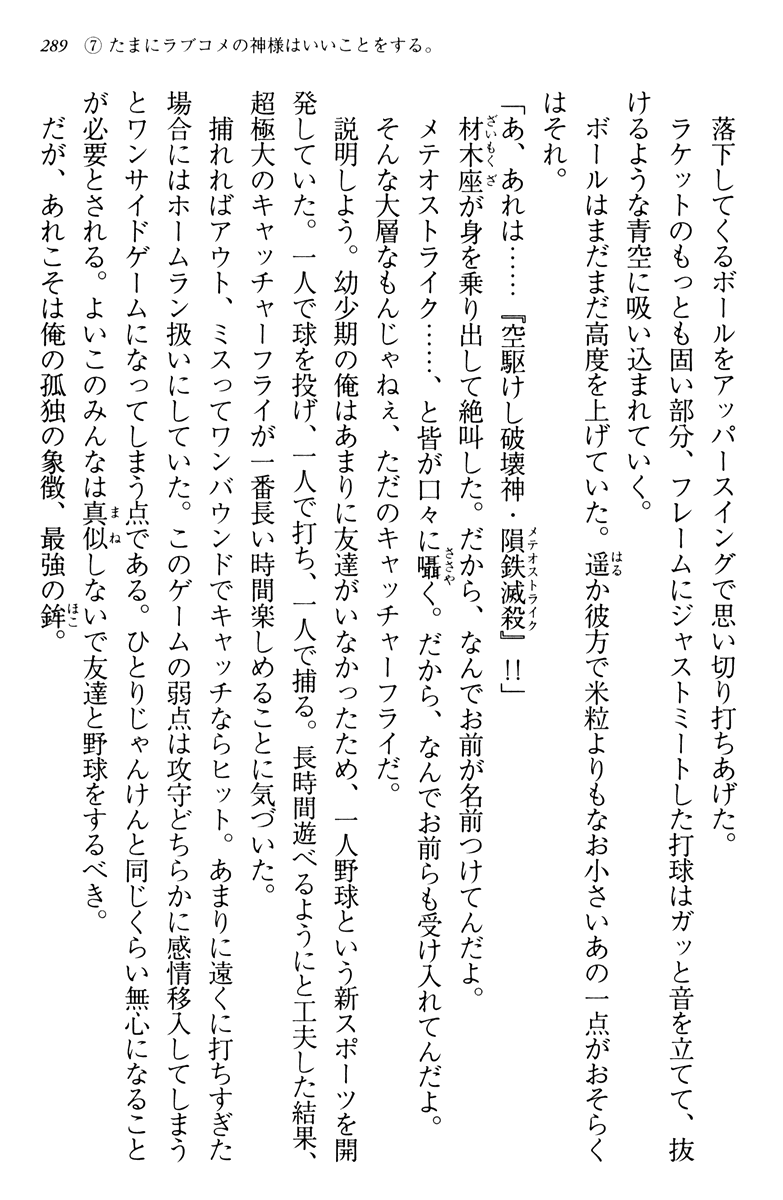 289 ⑦ たまにラブコメの神様はいいことをする。
落下してくるボールをアッパースイングで思い切り打ちあげた。
ラケットのもっとも固い部分、フレームにジャストミートした打球はガッと音を立てて、抜
けるような青空に吸い込まれていく。
ボールはまだまだ高度を上げていた。遥か彼方で米粒よりもなお小さいあの一点がおそらく
はそれ。
「あ、あれは……『空駆けし破壊神・隕鉄滅殺』!!」
材木座が身を乗り出して絶叫した。だから、なんでお前が名前つけてんだよ。
メテオストライク……、と皆が口々に囁く。だから、なんでお前らも受け入れてんだよ。
そんな大層なもんじゃねぇ、ただのキャッチャーフライだ。
説明しよう。幼少期の俺はあまりに友達がいなかったため、一人野球という新スポーツを開
発していた。一人で球を投げ、一人で打ち、一人で捕る。長時間遊べるようにと工夫した結果、
超極大のキャッチャーフライが一番長い時間楽しめることに気づいた。
捕れればアウト、ミスってワンバウンドでキャッチならヒット。あまりに遠くに打ちすぎた
場合にはホームラン扱いにしていた。このゲームの弱点は攻守どちらかに感情移入してしまう
とワンサイドゲームになってしまう点である。ひとりじゃんけんと同じくらい無心になること
が必要とされる。よいこのみんなは真似しないで友達と野球をするべき。
だが、あれこそは俺の孤独の象徴、最強の鉾。